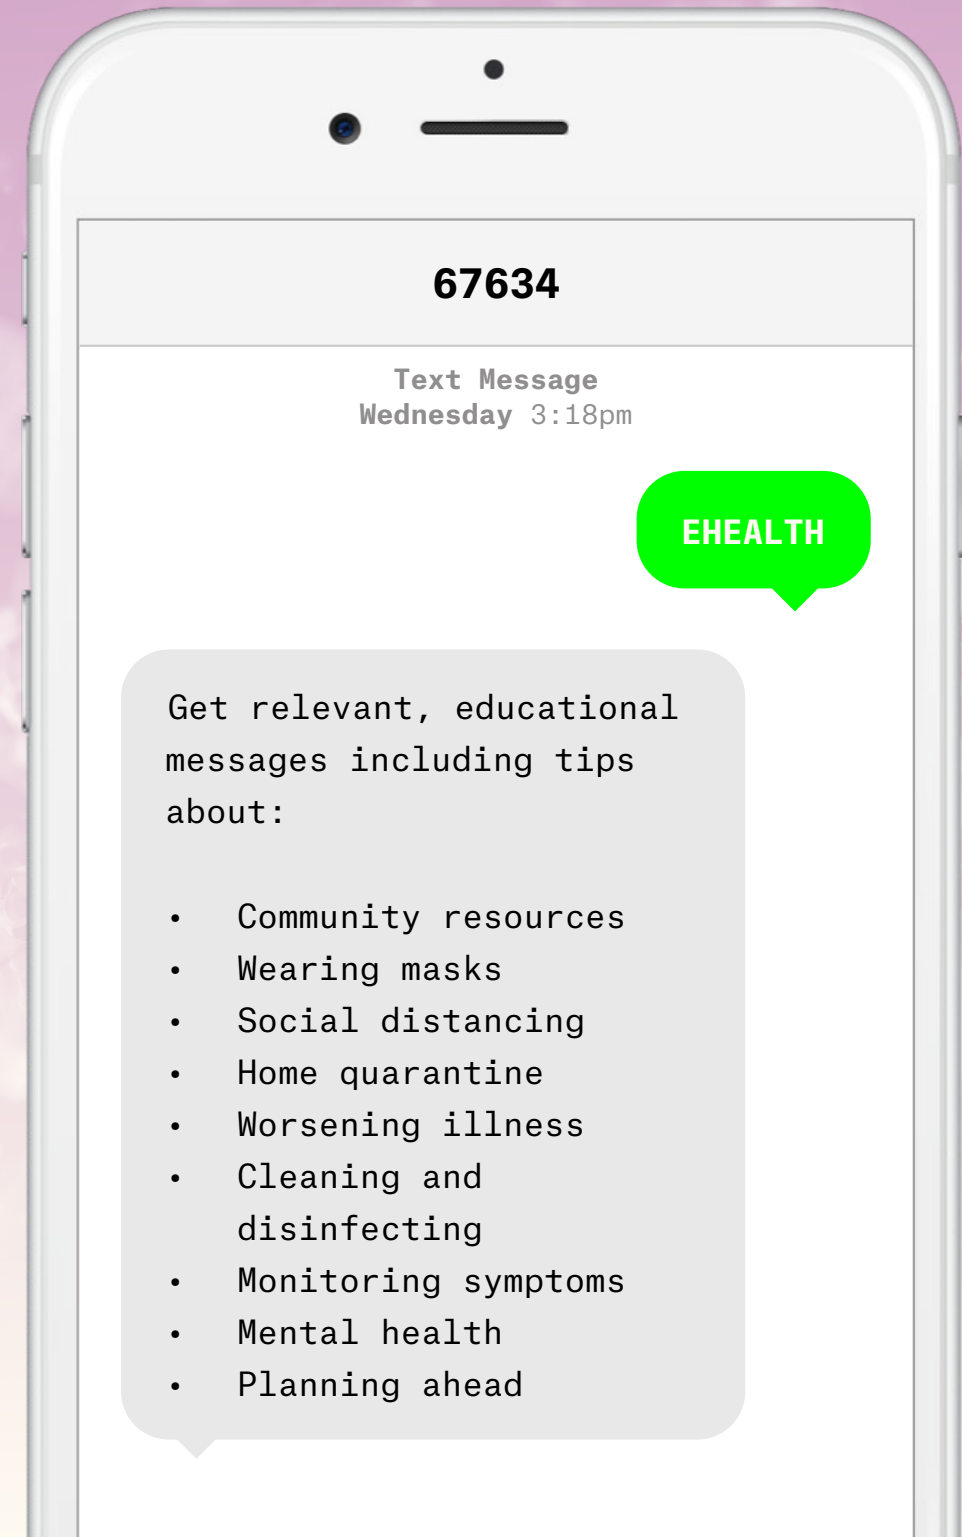 67634
Text Message
Wednesday 3:18pm
EHEALTH
Get relevant, educational
messages including tips
about:
• Community resources
• Wearing masks
• Social distancing
• Home quarantine
• Worsening illness
• Cleaning and
disinfecting
• Monitoring symptoms
• Mental health
• Planning ahead